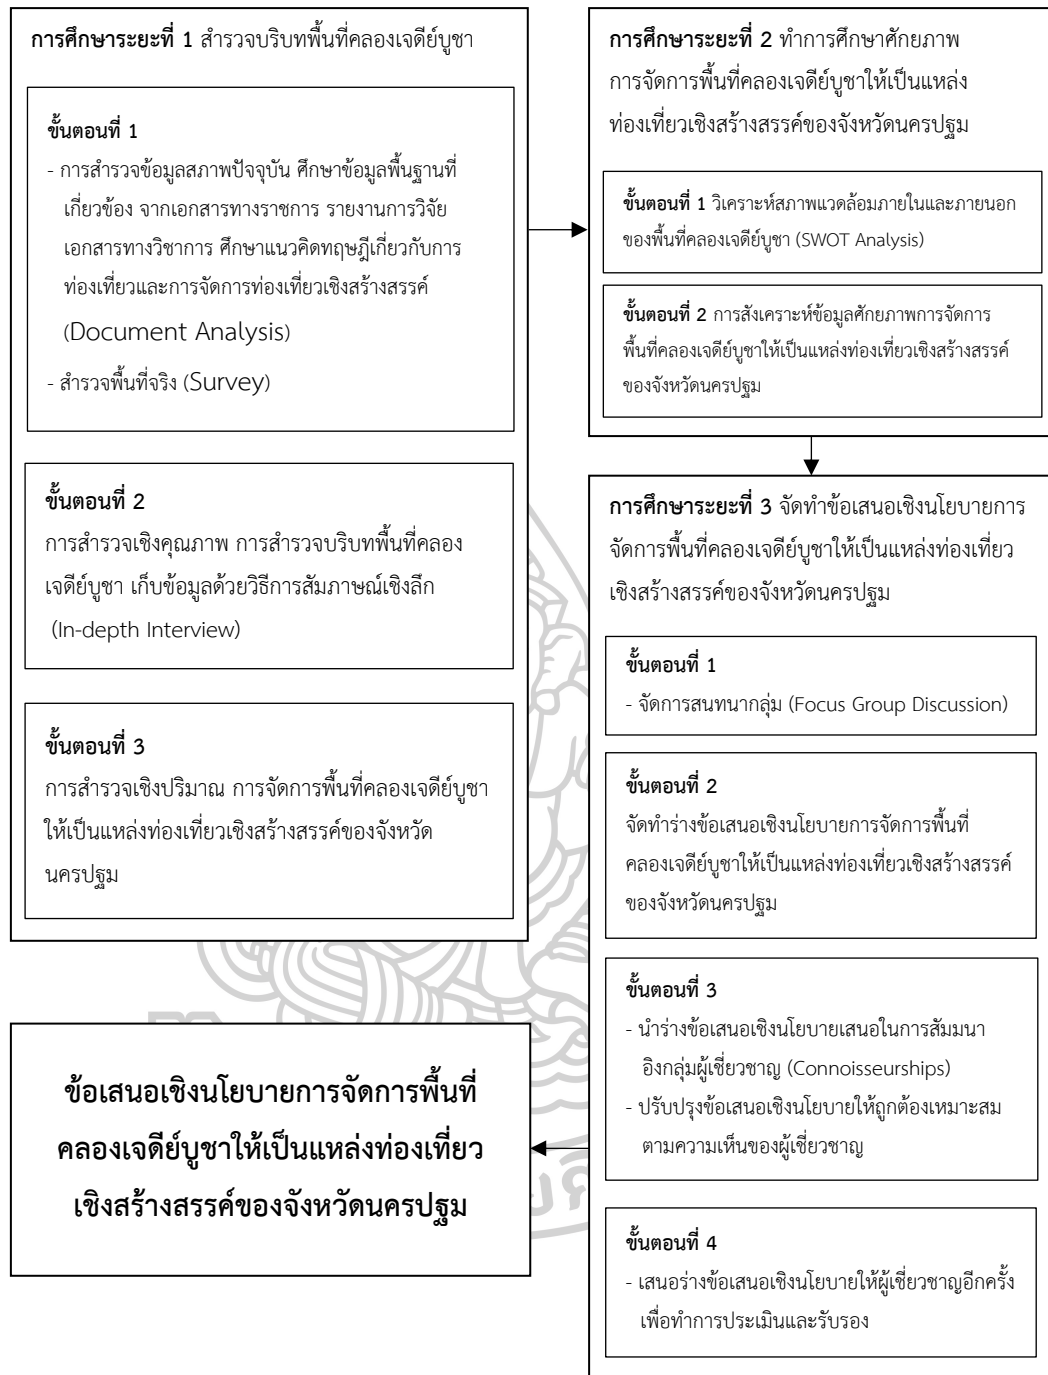 การศึกษาระยะที่ 1 สำรวจบริบทพื้นที่คลองเจดีย์บูชา
ขั้นตอนที่ 1
- การสำรวจข้อมูลสภาพปัจจุบัน ศึกษาข้อมูลพื้นฐานที่
เกี่ยวข้อง จากเอกสารทางราชการ รายงานการวิจัย
เอกสารทางวิชาการ ศึกษาแนวคิดทฤษฎีเกี่ยวกับการ
ท่องเที่ยวและการจัดการท่องเที่ยวเชิงสร้างสรรค์
(Document Analysis)
- สำรวจพื้นที่จริง (Survey)
ขั้นตอนที่ 2
การสำรวจเชิงคุณภาพ การสำรวจบริบทพื้นที่คลอง
เจดีย์บูชา เก็บข้อมูลด้วยวิธีการสัมภาษณ์เชิงลึก
(In-depth Interview)
ขั้นตอนที่ 3
การสำรวจเชิงปริมาณ การจัดการพื้นที่คลองเจดีย์บูชา
ให้เป็นแหล่งท่องเที่ยวเชิงสร้างสรรค์ของจังหวัด
นครปฐม
การศึกษาระยะที่ 2 ทำการศึกษาศักยภาพ
การจัดการพื้นที่คลองเจดีย์บูชาให้เป็นแหล่ง
ท่องเที่ยวเชิงสร้างสรรค์ของจังหวัดนครปฐม
ขั้นตอนที่ 1 วิเคราะห์สภาพแวดล้อมภายในและภายนอก
ของพื้นที่คลองเจดีย์บูชา (SWOT Analysis)
ขั้นตอนที่ 2 การสังเคราะห์ข้อมูลศักยภาพการจัดการ
พื้นที่คลองเจดีย์บูชาให้เป็นแหล่งท่องเที่ยวเชิงสร้างสรรค์
ของจังหวัดนครปฐม
การศึกษาระยะที่ 3 จัดทำข้อเสนอเชิงนโยบายการ
จัดการพื้นที่คลองเจดีย์บูชาให้เป็นแหล่งท่องเที่ยว
เชิงสร้างสรรค์ของจังหวัดนครปฐม
ขั้นตอนที่ 1
- จัดการสนทนากลุ่ม (Focus Group Discussion)
ขั้นตอนที่ 2
จัดทำร่างข้อเสนอเชิงนโยบายการจัดการพื้นที่
คลองเจดีย์บูชาให้เป็นแหล่งท่องเที่ยวเชิงสร้างสรรค์
ของจังหวัดนครปฐม
ขั้นตอนที่ 3
- นำร่างข้อเสนอเชิงนโยบายเสนอในการสัมมนา
อิงกลุ่มผู้เชี่ยวชาญ (Connoisseurships)
- ปรับปรุงข้อเสนอเชิงนโยบายให้ถูกต้องเหมาะสม
ตามความเห็นของผู้เชี่ยวชาญ
ขั้นตอนที่ 4
- เสนอร่างข้อเสนอเชิงนโยบายให้ผู้เชี่ยวชาญอีกครั้ง
เพื่อทำการประเมินและรับรอง
ข้อเสนอเชิงนโยบายการจัดการพื้นที่
คลองเจดีย์บูชาให้เป็นแหล่งท่องเที่ยว
เชิงสร้างสรรค์ของจังหวัดนครปฐม